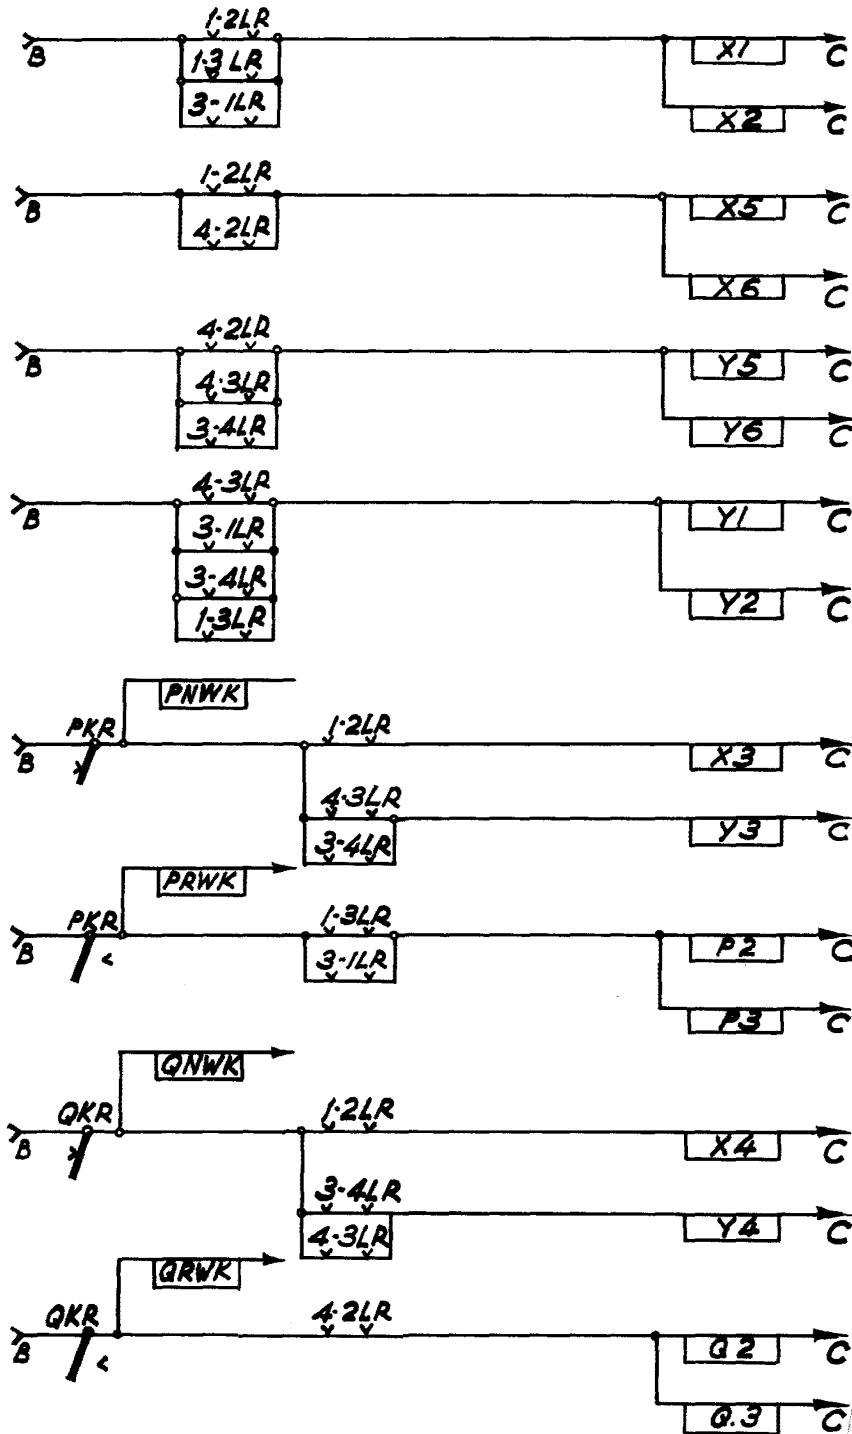 1·2LR
B X1 C
1·3LR
3-1LR
X2 C
1-2LR
B X5 C
4-2LR
X6 C
4·2LR
B Y5 C
4·3LR
3-4LR
Y6 C
4-3LR
B Y1 C
3-1LR
3-4LR
Y2 C
1-3LR
PNWK
PKR 1·2LR
B X3 C
4·3LR
Y3 C
3-4LR
PRWK
PKR 1·3LR
B P2 C
3-1LR
P3 C
QNWK
QKR 1·2LR
B X4 C
3-4LR
Y4 C
4·3LR
QRWK
QKR 4·2LR
B Q2 C
Q.3 C